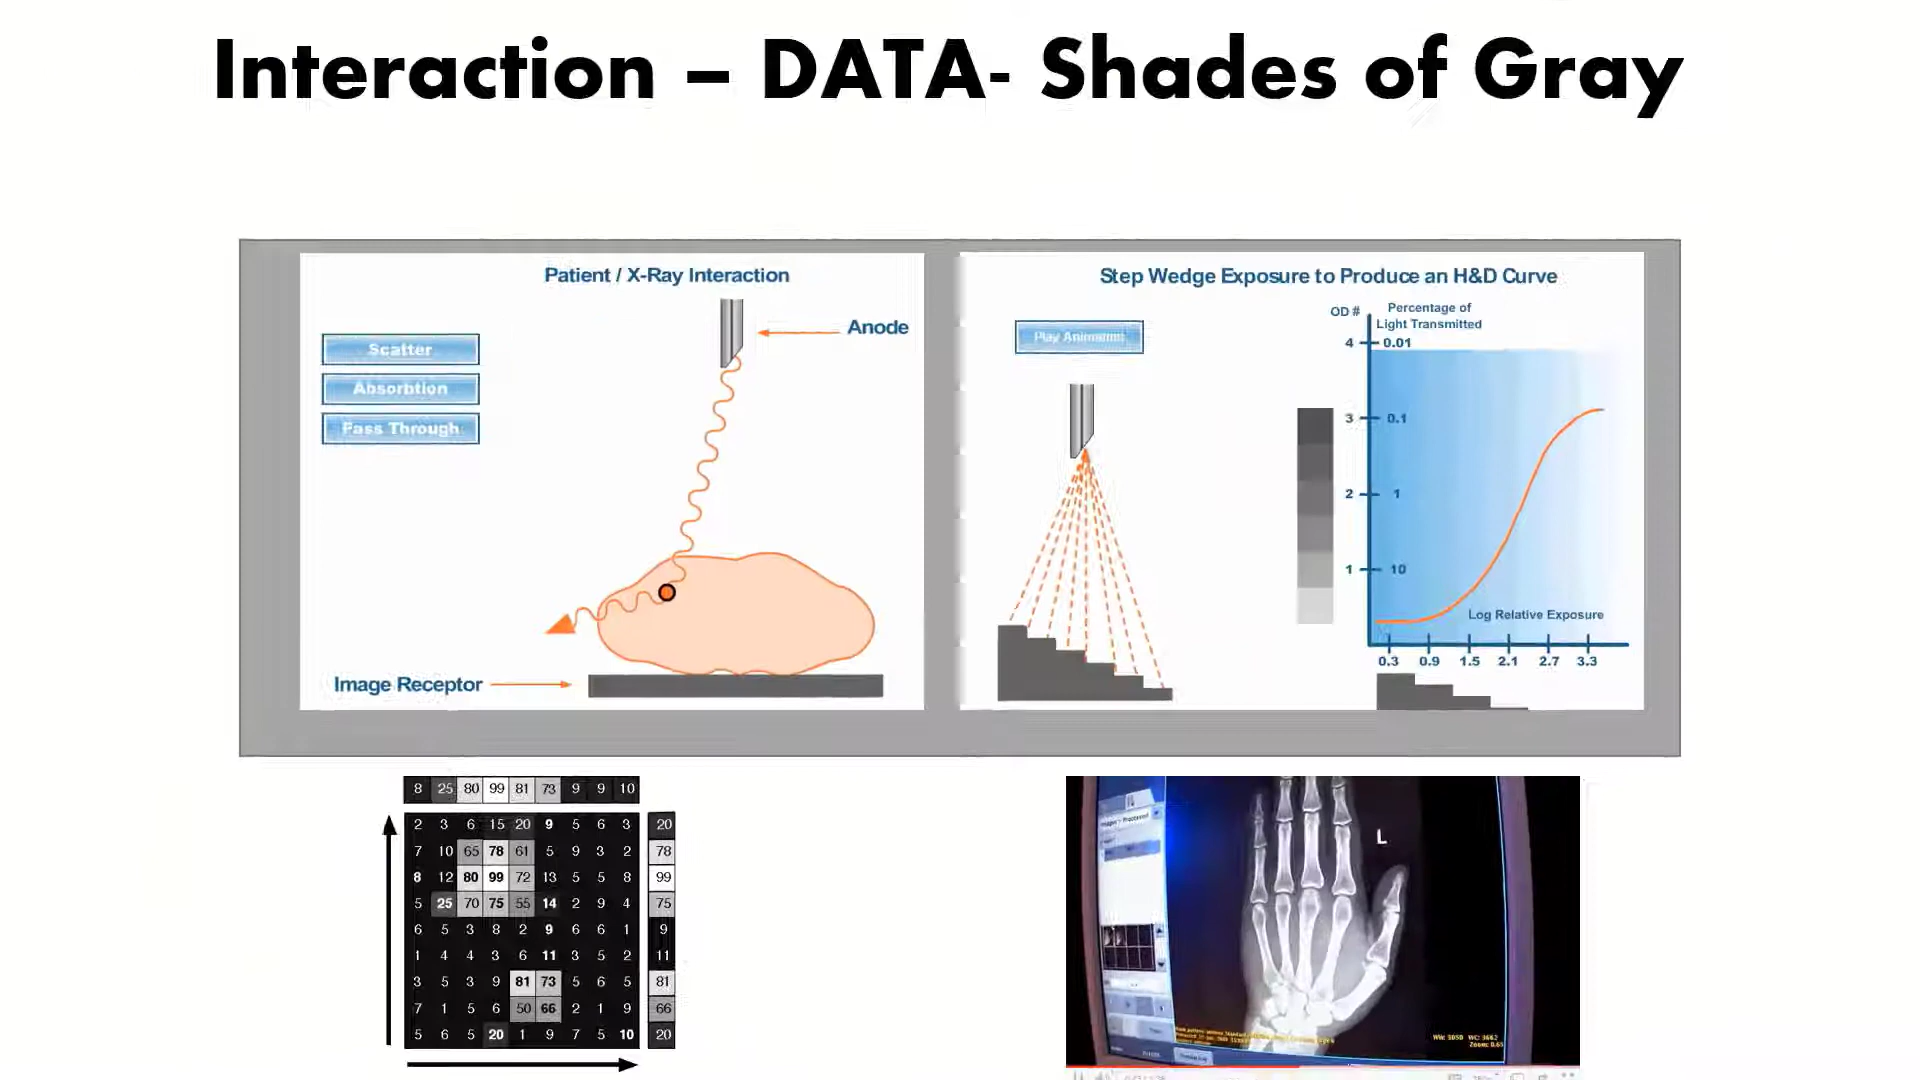 Interaction – DATA- Shades of Gray
Patient / X-Ray Interaction
Anode
Scatter
Absorbtion
Pass Through
Image Receptor
Step Wedge Exposure to Produce an H&D Curve
Play Animation
OD #
Percentage of
Light Transmitted
4 0.01
3 0.1
2 1
1 10
Log Relative Exposure
0.3 0.9 1.5 2.1 2.7 3.3
8 25 80 99 81 73 9 9 10
2 3 6 15 20 9 5 6 3 20
7 10 65 78 61 5 9 3 2 78
8 12 80 99 72 13 5 5 8 99
5 25 70 75 55 14 2 9 4 75
6 5 3 8 2 9 6 6 1 9
1 4 4 3 6 11 3 5 2 11
3 5 3 9 81 73 5 6 5 81
7 1 5 6 50 66 2 1 9 66
5 6 5 20 1 9 7 5 10 20
L